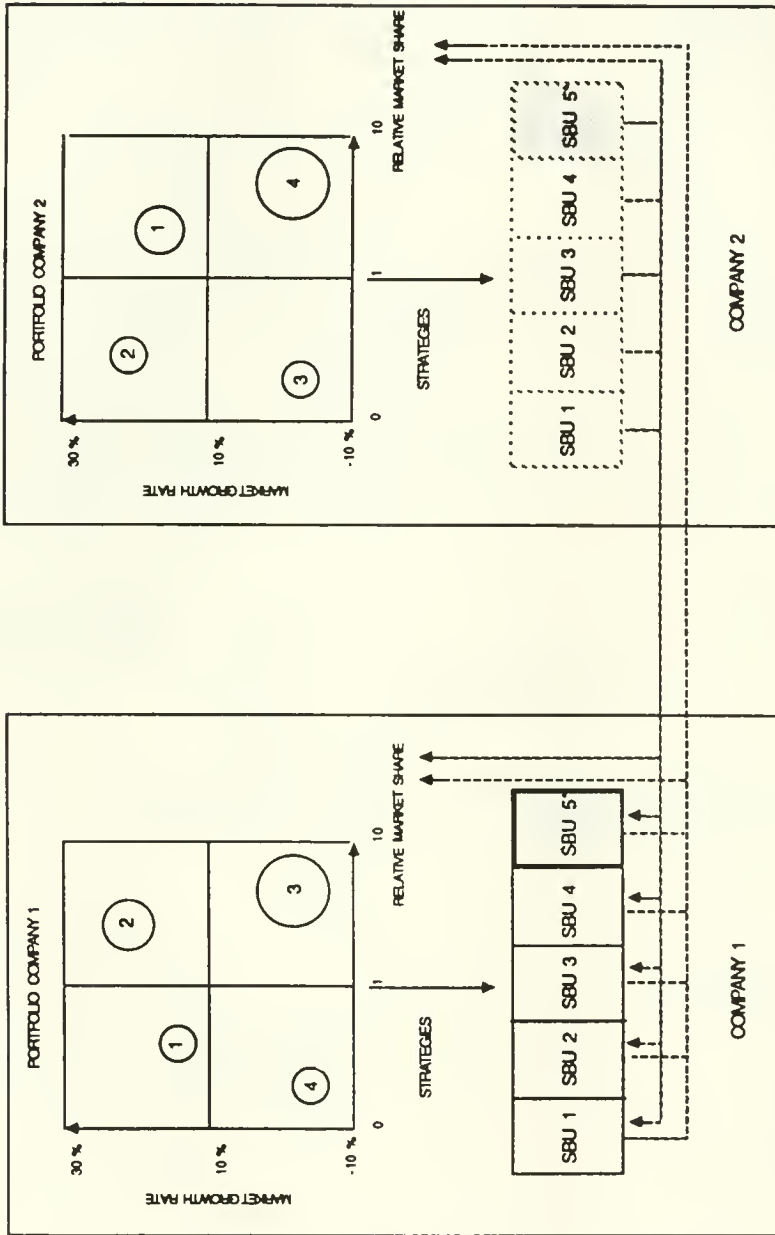 PORTFOLIO COMPANY 1
MARKET GROWTH RATE
30 %
10 %
-10 %
2
1
3
4
0
1
10
RELATIVE MARKET SHARE
STRATEGIES
SBU 1
SBU 2
SBU 3
SBU 4
SBU 5*
COMPANY 1
PORTFOLIO COMPANY 2
MARKET GROWTH RATE
30 %
10 %
-10 %
2
1
3
4
0
1
10
RELATIVE MARKET SHARE
STRATEGIES
SBU 1
SBU 2
SBU 3
SBU 4
SBU 5*
COMPANY 2